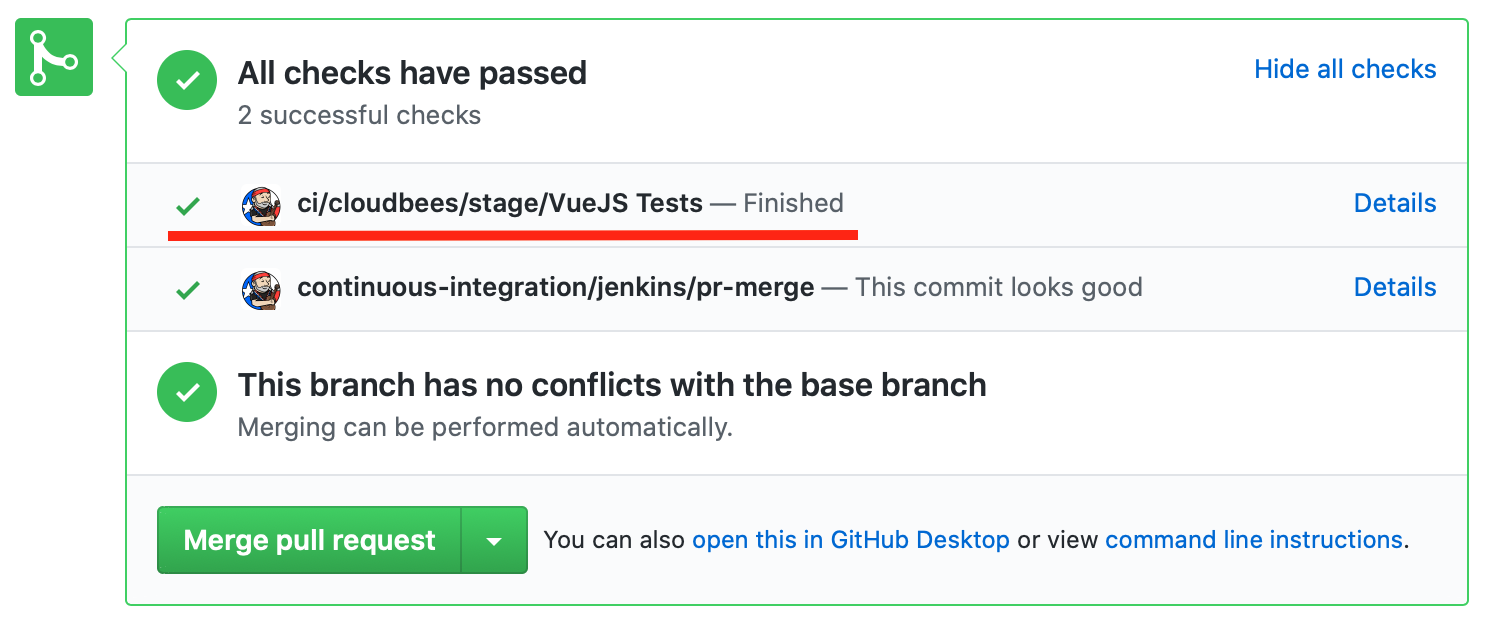 All checks have passed
Hide all checks
2 successful checks
ci/cloudbees/stage/VueJS Tests — Finished
Details
continuous-integration/jenkins/pr-merge — This commit looks good
Details
This branch has no conflicts with the base branch
Merging can be performed automatically.
Merge pull request
You can also open this in GitHub Desktop or view command line instructions.